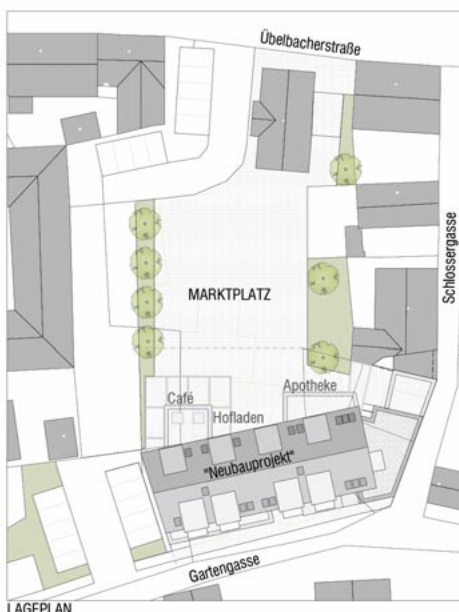 Übelbacherstraße
Schlossergasse
MARKTPLATZ
Café
Hofladen
Apotheke
"Neubauprojekt"
Gartengasse
LAGEPLAN